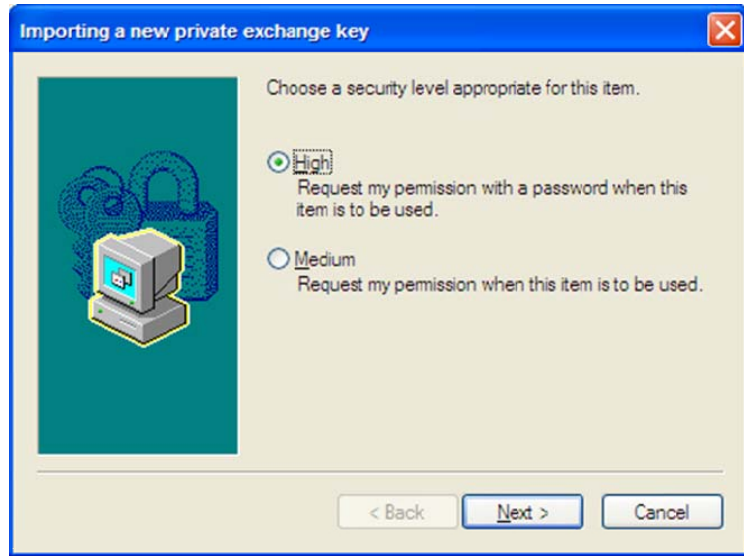 Importing a new private exchange key
Choose a security level appropriate for this item.
High
Request my permission with a password when this
item is to be used.
Medium
Request my permission when this item is to be used.
< Back
Next >
Cancel